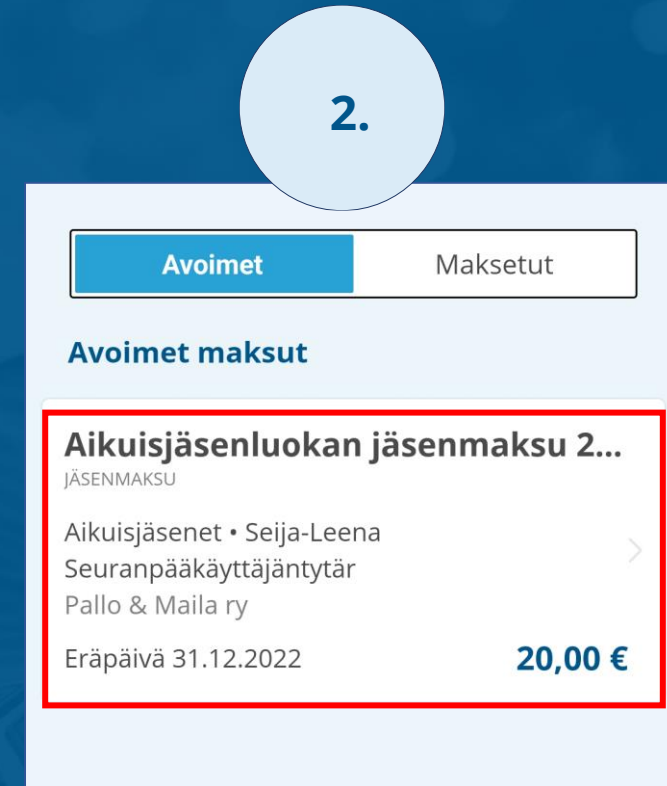 2.
Avoimet Maksetut
Avoimet maksut
Aikuisjäsenluokan jäsenmaksu 2...
JÄSENMAKSU
Aikuisjäsenet • Seija-Leena
Seuranpääkäyttäjäntytär
Pallo & Maila ry
Eräpäivä 31.12.2022 20,00 €